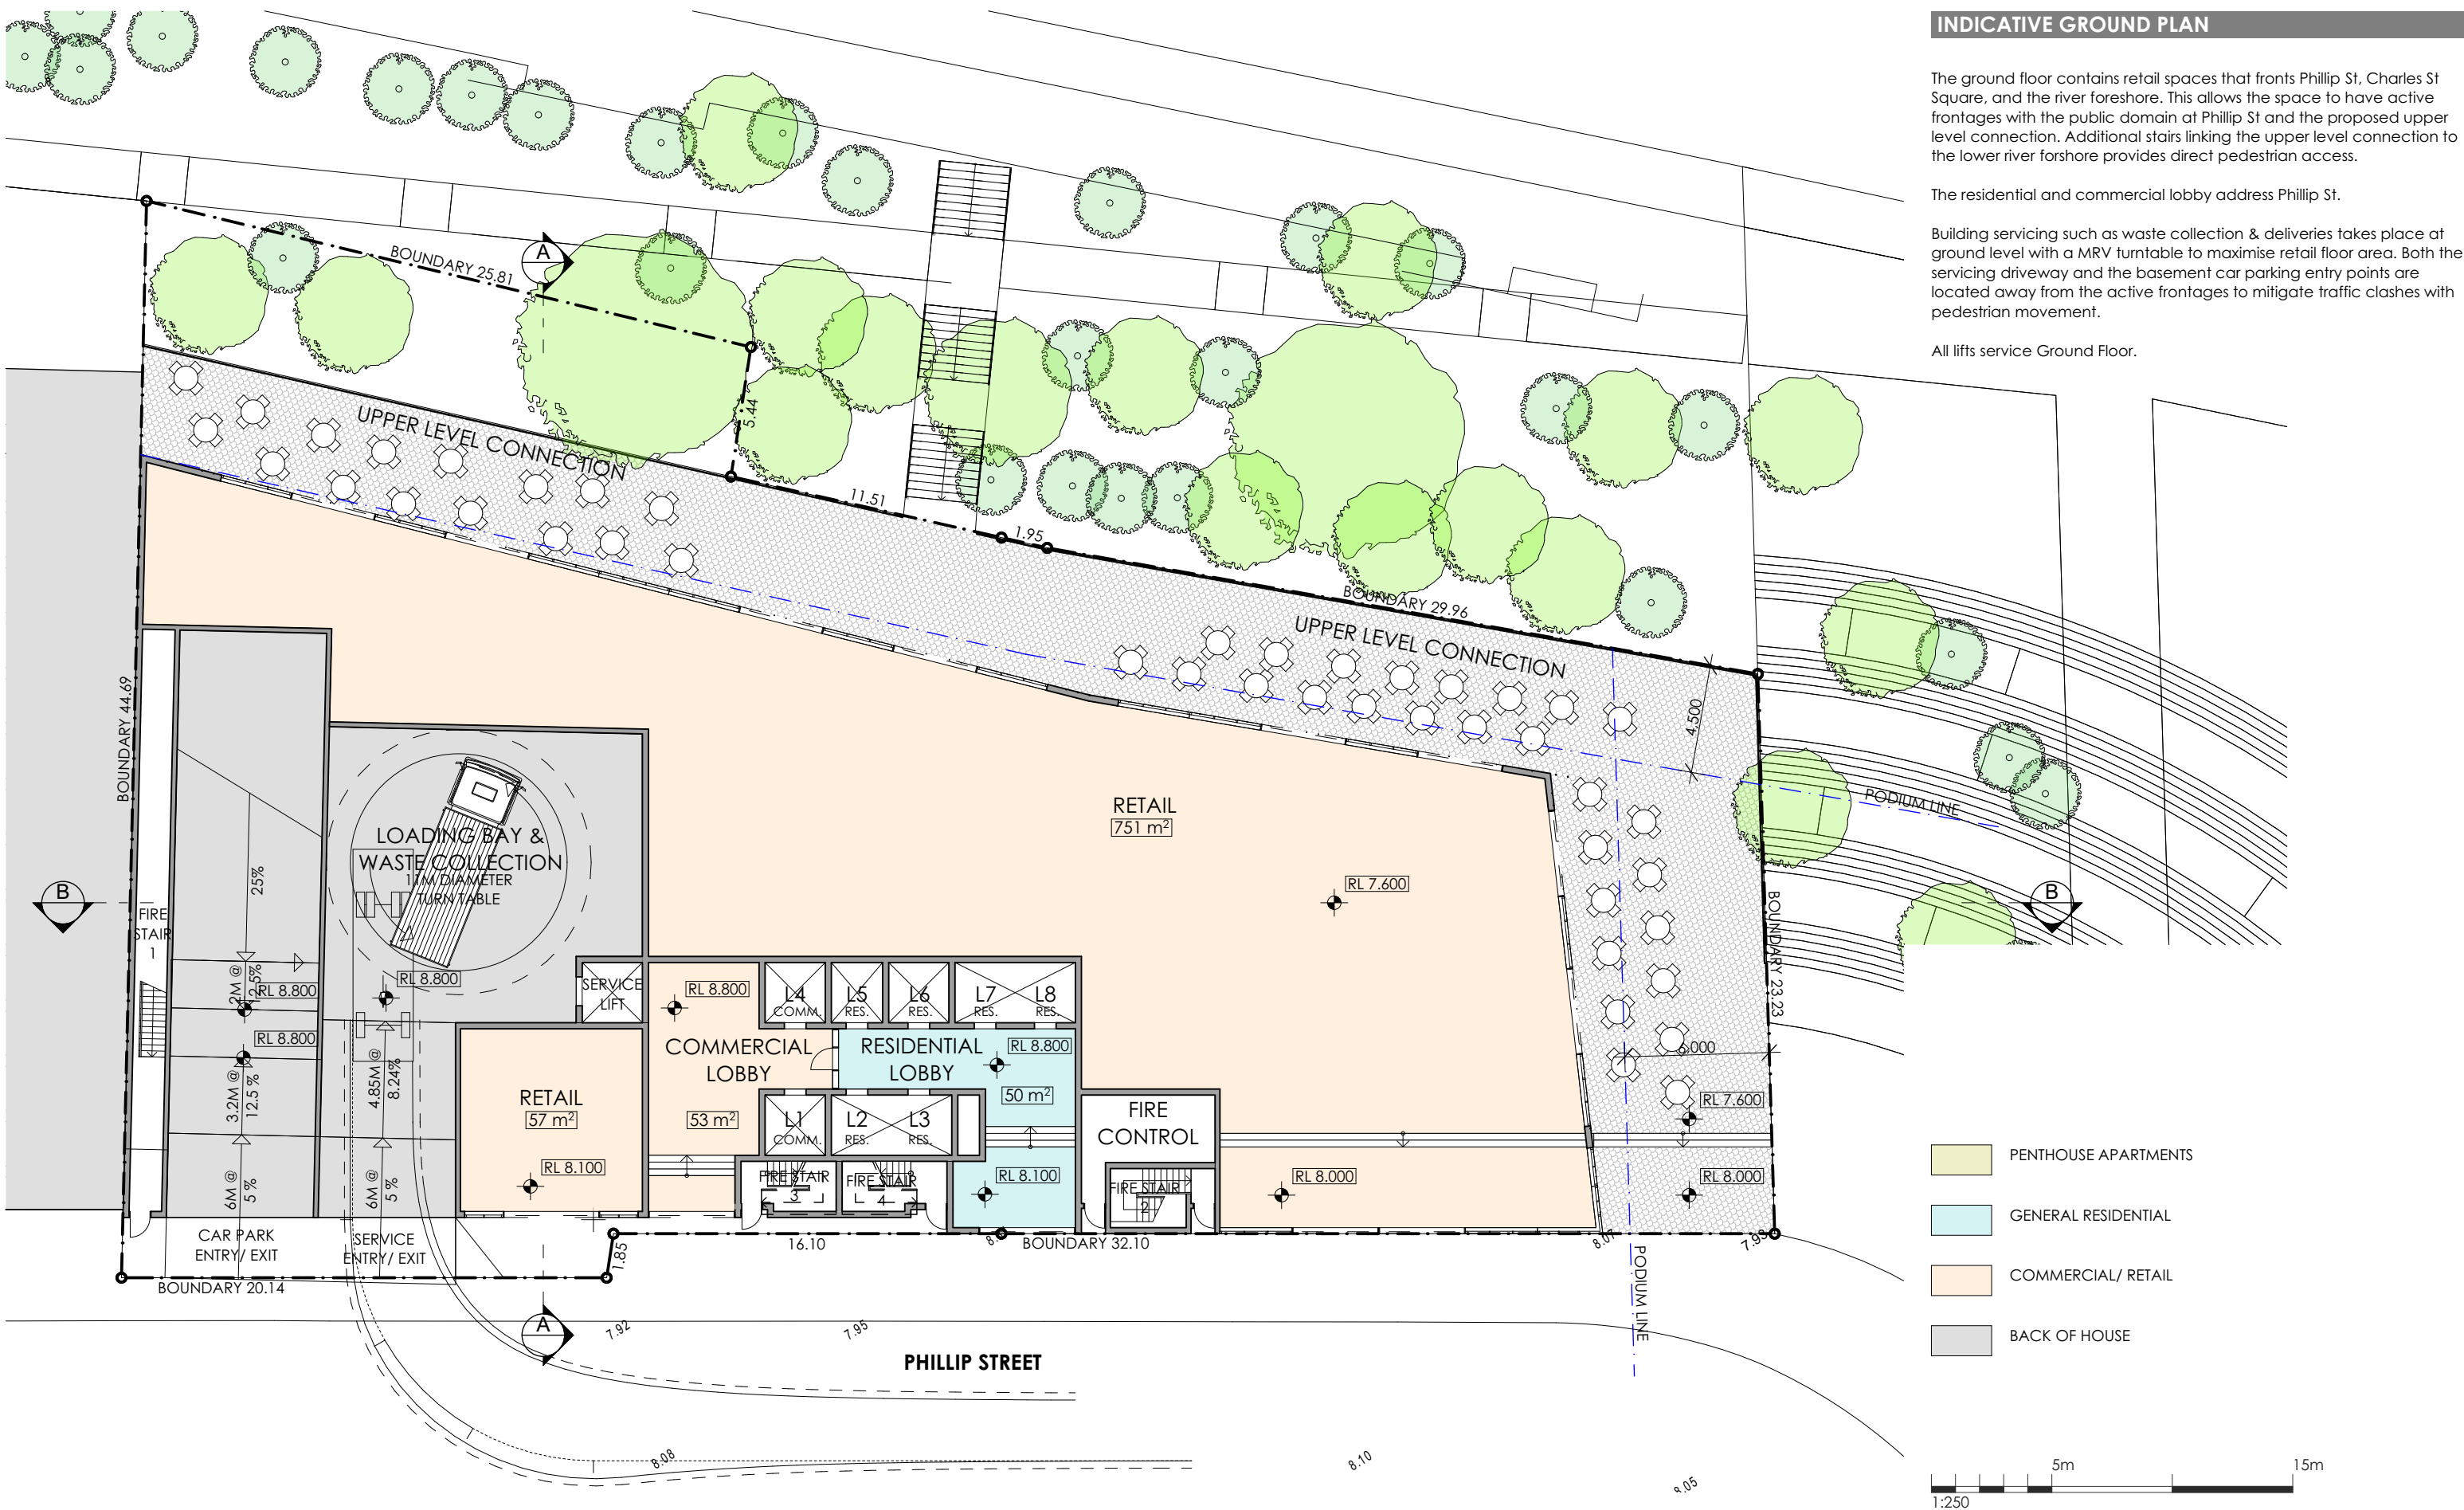 INDICATIVE GROUND PLAN
The ground floor contains retail spaces that fronts Phillip St, Charles St
Square, and the river foreshore. This allows the space to have active
frontages with the public domain at Phillip St and the proposed upper
level connection. Additional stairs linking the upper level connection to
the lower river forshore provides direct pedestrian access.
The residential and commercial lobby address Phillip St.
Building servicing such as waste collection & deliveries takes place at
ground level with a MRV turntable to maximise retail floor area. Both the
servicing driveway and the basement car parking entry points are
located away from the active frontages to mitigate traffic clashes with
pedestrian movement.
All lifts service Ground Floor.
A
BOUNDARY 25.81
5.44
UPPER LEVEL CONNECTION
11.51
1.95
BOUNDARY 29.96
UPPER LEVEL CONNECTION
4.500
PODIUM LINE
BOUNDARY 44.69
LOADING BAY &
WASTE COLLECTION
11M DIAMETER
TURN TABLE
RETAIL
751 m²
RL 7.600
25%
B
FIRE
STAIR
1
B
BOUNDARY 23.23
2M @
12.5%
RL 8.800
RL 8.800
RL 8.800
SERVICE
LIFT
RL 8.800
L4
COMM.
L5
RES.
L6
RES.
L7
RES.
L8
RES.
COMMERCIAL
LOBBY
RESIDENTIAL
LOBBY
RL 8.800
6.000
3.2M @
12.5 %
4.85M @
8.24%
RETAIL
57 m²
53 m²
50 m²
L1
COMM.
L2
RES.
L3
RES.
FIRE
CONTROL
RL 7.600
6M @
5 %
6M @
5 %
RL 8.100
FIRE STAIR
3
FIRE STAIR
4
RL 8.100
FIRE STAIR
2
RL 8.000
RL 8.000
CAR PARK
ENTRY/ EXIT
SERVICE
ENTRY/ EXIT
1.85
16.10
BOUNDARY 32.10
8.07
7.93
BOUNDARY 20.14
PODIUM LINE
A
7.92
7.95
PHILLIP STREET
8.08
8.10
8.05
PENTHOUSE APARTMENTS
GENERAL RESIDENTIAL
COMMERCIAL/ RETAIL
BACK OF HOUSE
5m
15m
1:250